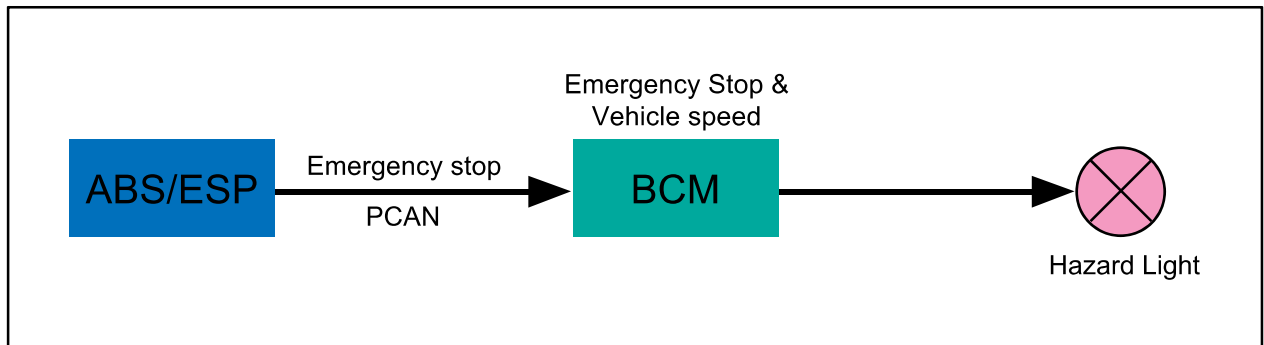 Emergency Stop &
Vehicle speed
ABS/ESP
Emergency stop
PCAN
BCM
Hazard Light